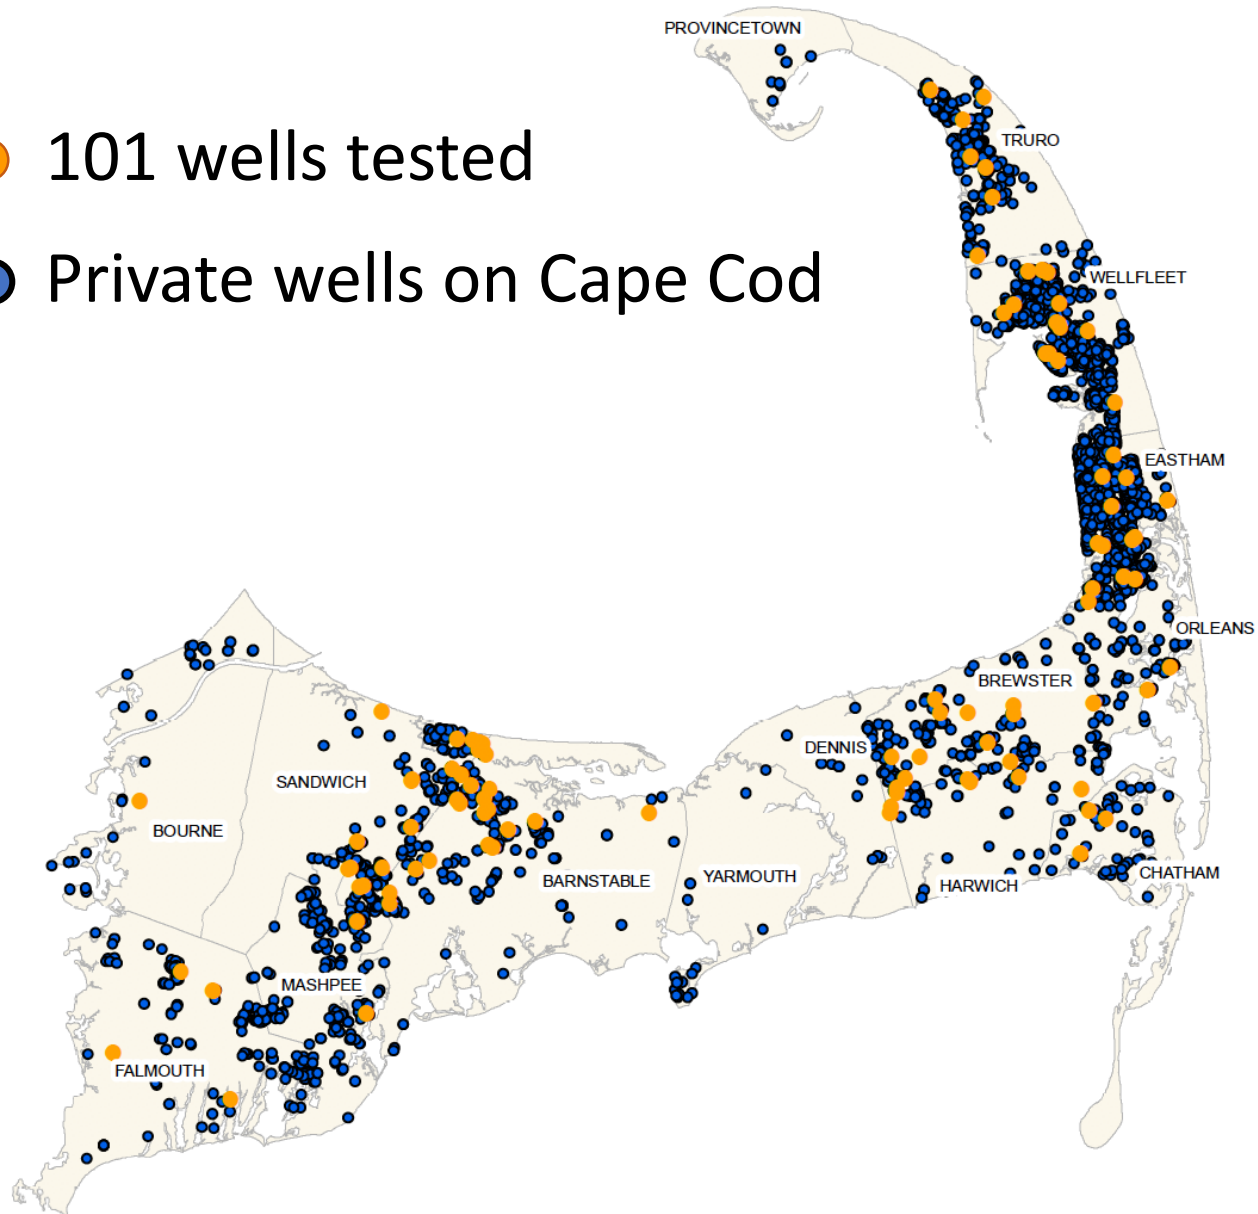 PROVINCETOWN
101 wells tested
TRURO
Private wells on Cape Cod
WELLFLEET
EASTHAM
ORLEANS
BREWSTER
DENNIS
SANDWICH
BOURNE
BARNSTABLE
YARMOUTH
HARWICH
CHATHAM
MASHPEE
FALMOUTH